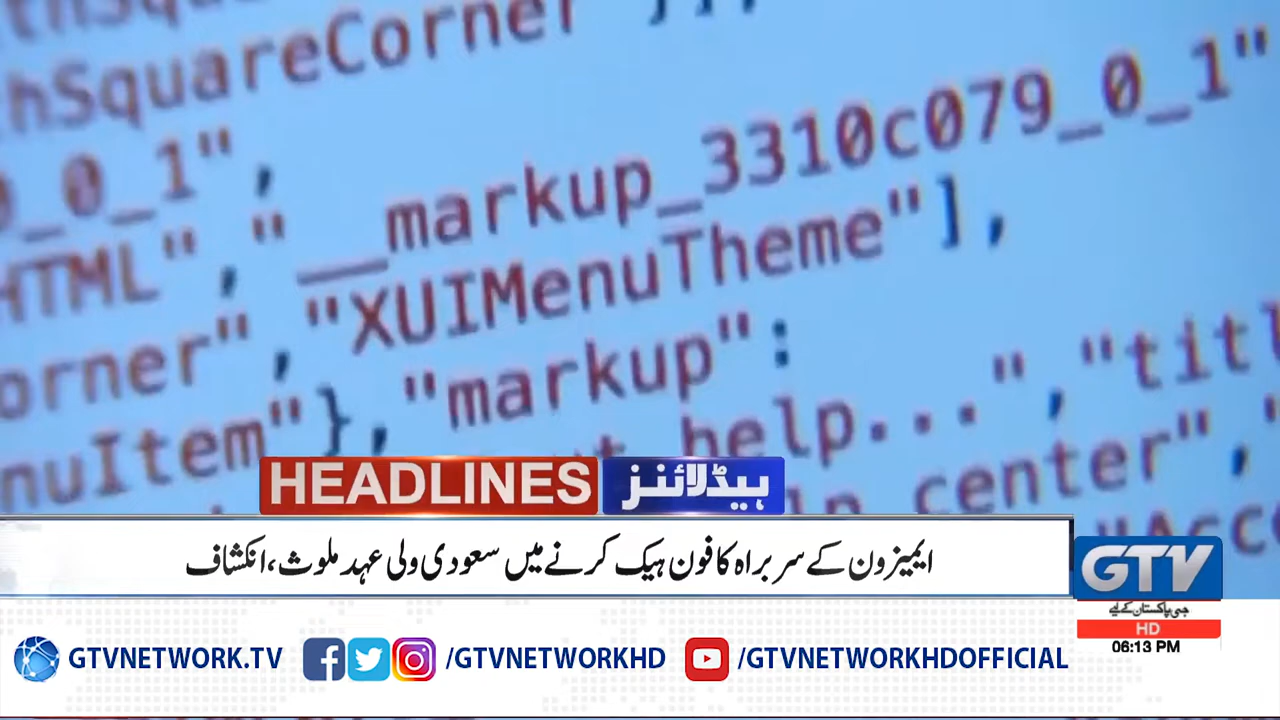 thSquareCorner
_0_0_1",
HTML","__markup_3310c079_0_1"
orner","XUIMenuTheme"],
nuItem"},"markup":
help...","titl
center","
HEADLINES ہیڈلائنز
ایمیزون کے سربراہ کا فون ہیک کرنے میں سعودی ولی عہد ملوث، انکشاف
GTV
جی پاکستان کے لیے
HD
06:13 PM
GTVNETWORK.TV /GTVNETWORKHD /GTVNETWORKHDOFFICIAL